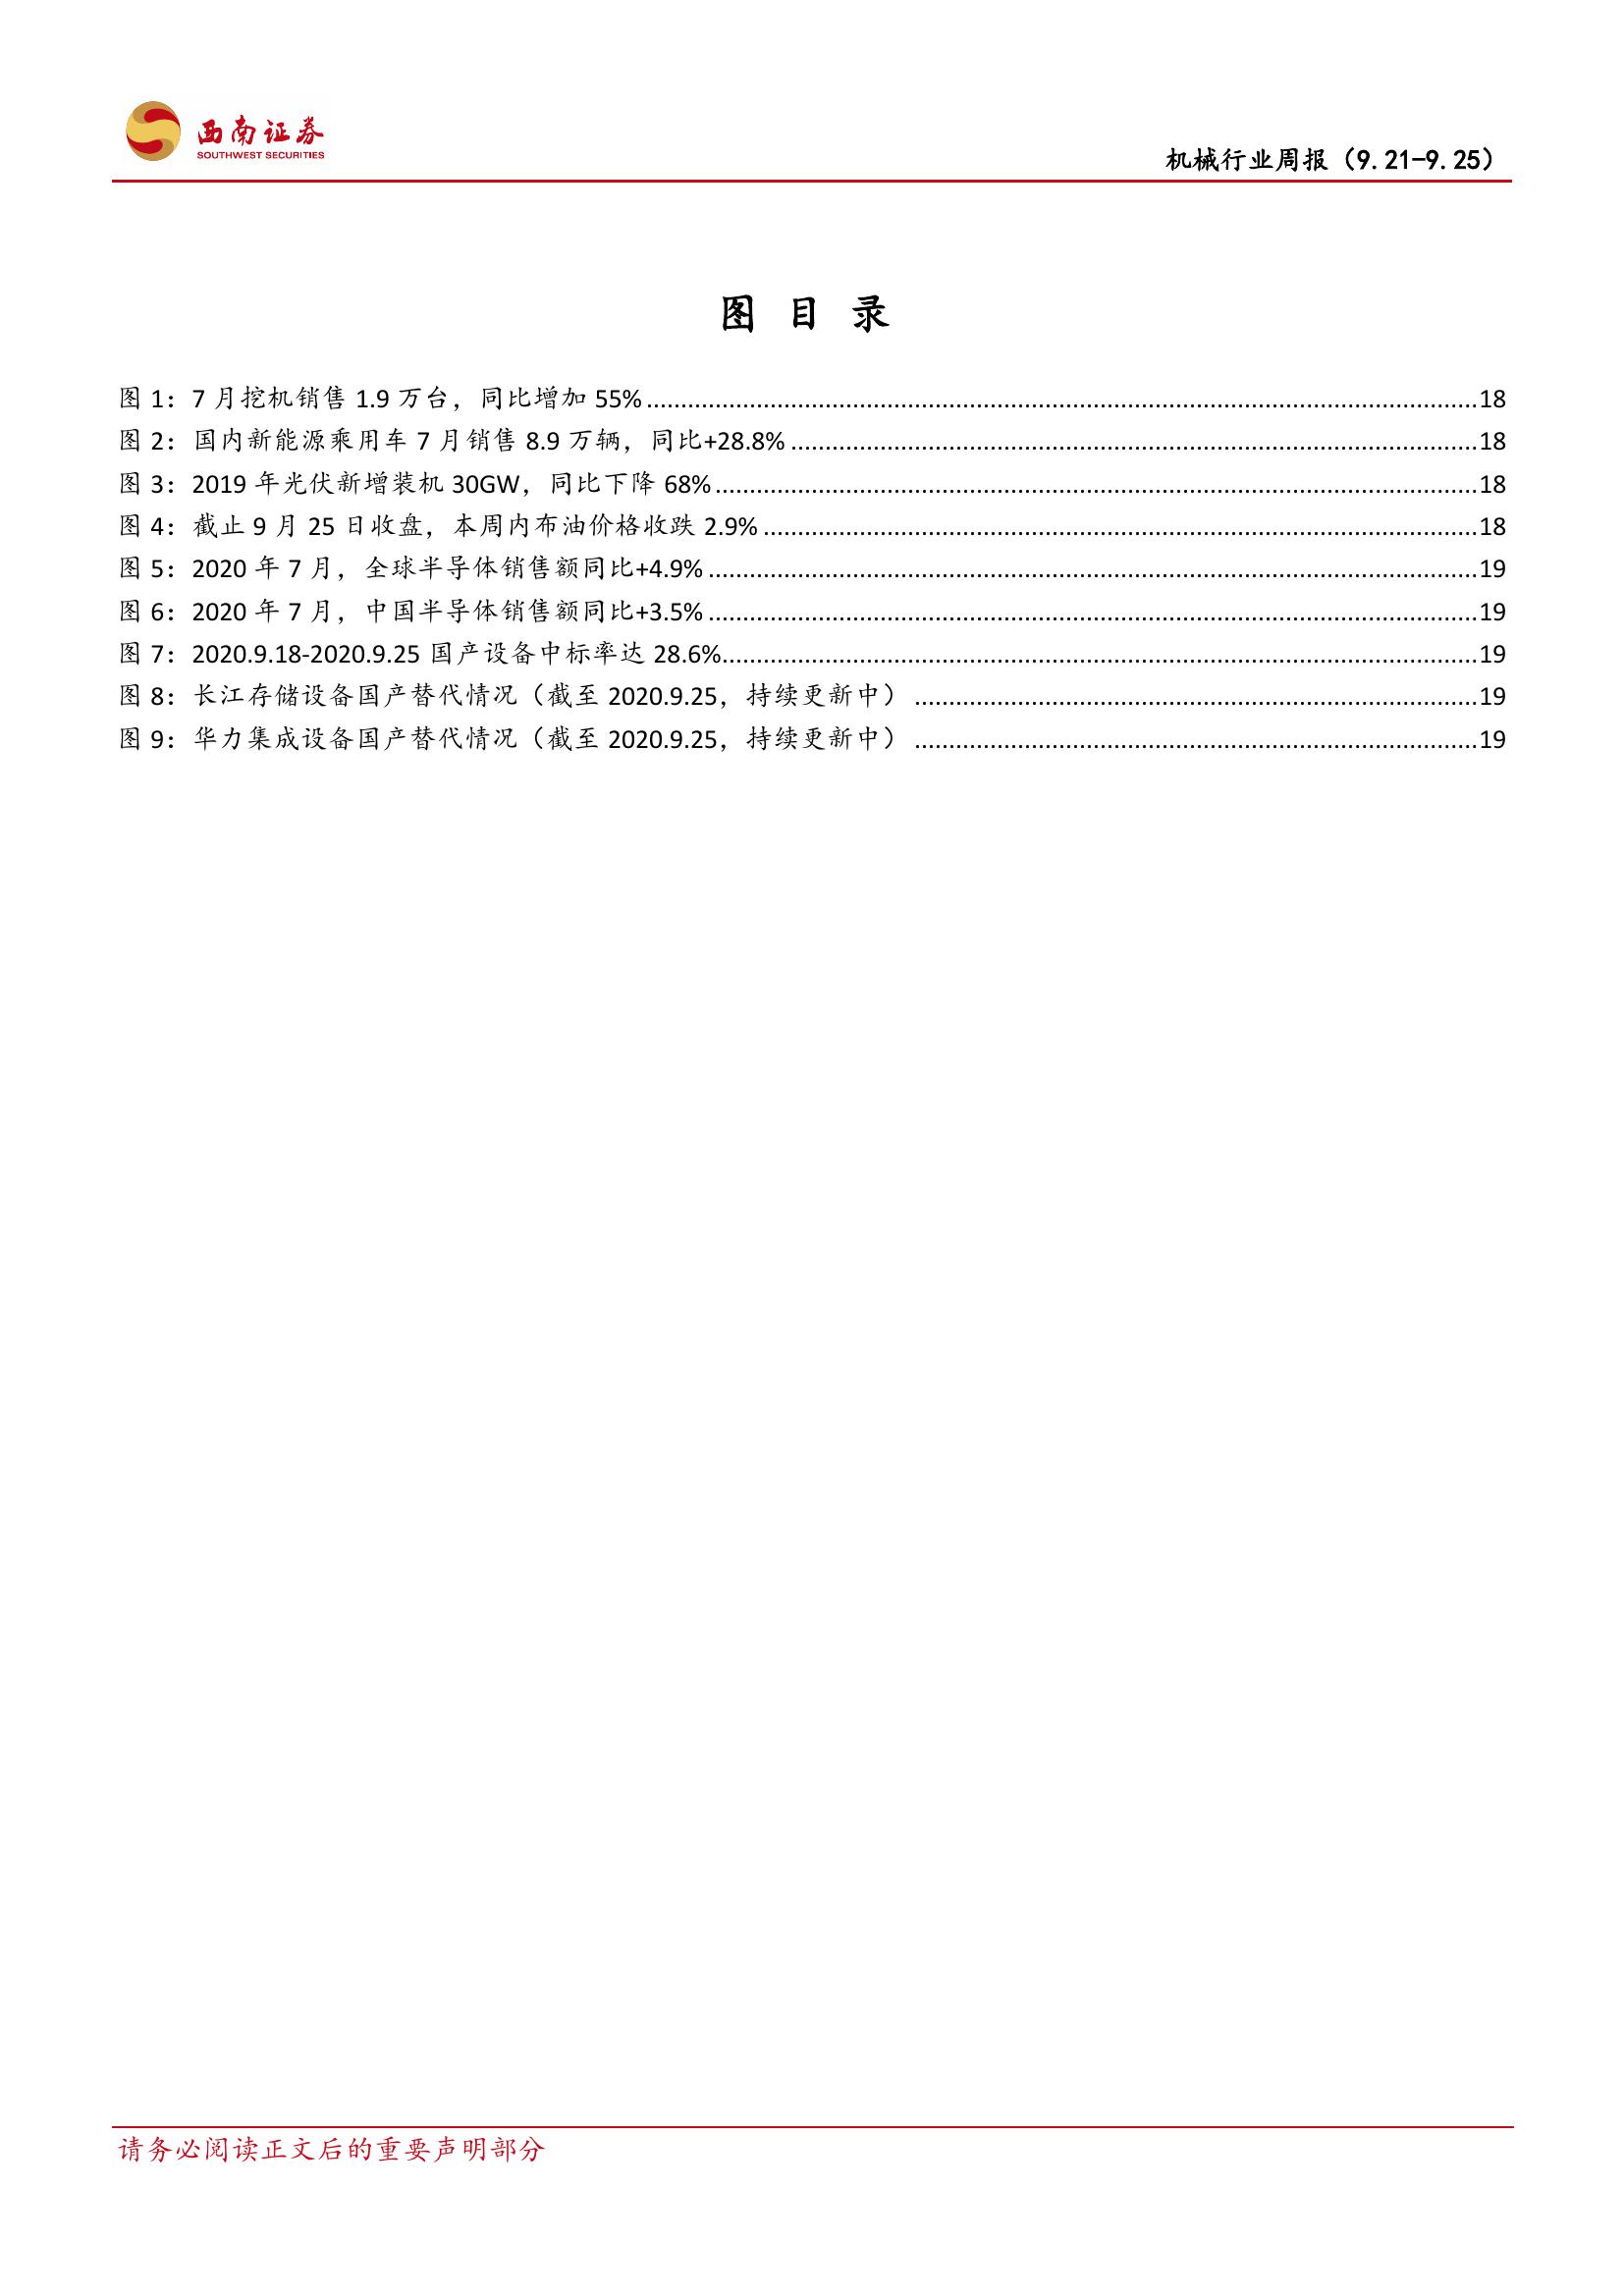 西南证券
SOUTHWEST SECURITIES
机械行业周报（9.21-9.25）
图 目 录
图 1：7 月挖机销售 1.9 万台，同比增加 55%........................................18
图 2：国内新能源乘用车 7 月销售 8.9 万辆，同比+28.8%........................................18
图 3：2019 年光伏新增装机 30GW，同比下降 68%........................................18
图 4：截止 9 月 25 日收盘，本周内布油价格收跌 2.9%........................................18
图 5：2020 年 7 月，全球半导体销售额同比+4.9%........................................19
图 6：2020 年 7 月，中国半导体销售额同比+3.5%........................................19
图 7：2020.9.18-2020.9.25 国产设备中标率达 28.6%........................................19
图 8：长江存储设备国产替代情况（截至 2020.9.25，持续更新中）........................................19
图 9：华力集成设备国产替代情况（截至 2020.9.25，持续更新中）........................................19
请务必阅读正文后的重要声明部分